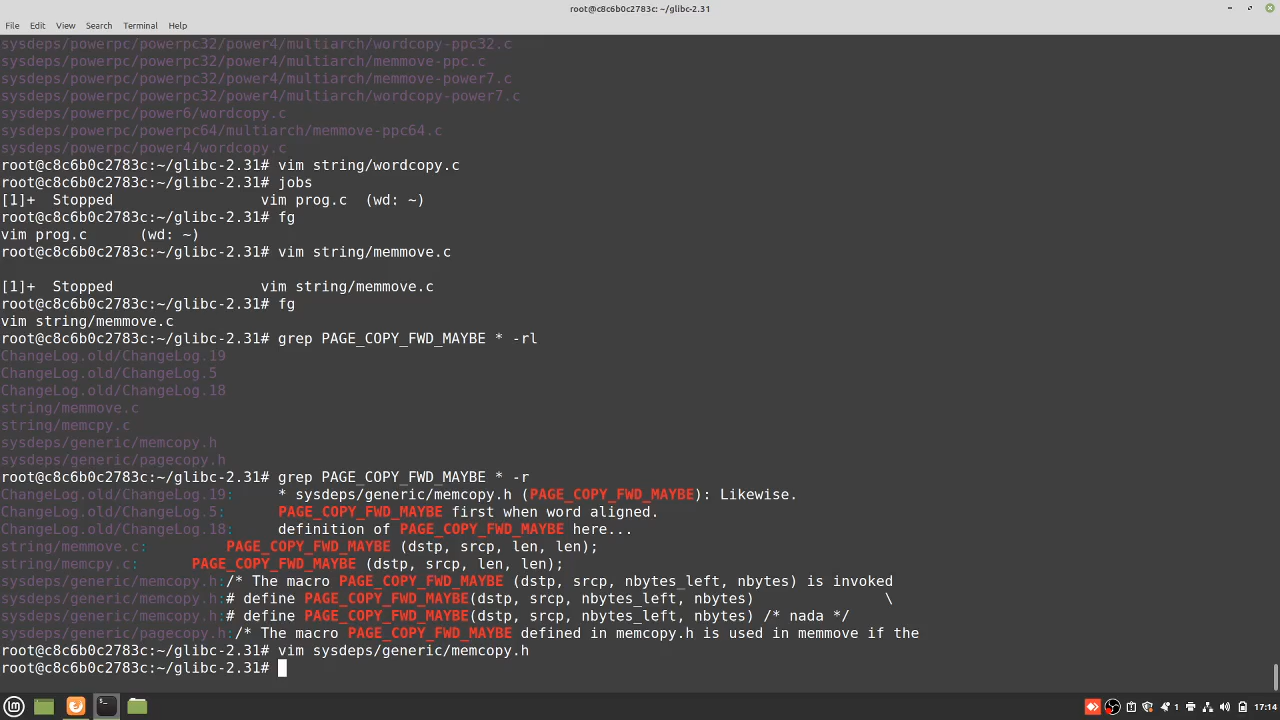 root@c8c6b0c2783c: ~/glibc-2.31
File Edit View Search Terminal Help
sysdeps/powerpc/powerpc32/power4/multiarch/wordcopy-ppc32.c
sysdeps/powerpc/powerpc32/power4/multiarch/memmove-ppc.c
sysdeps/powerpc/powerpc32/power4/multiarch/memmove-power7.c
sysdeps/powerpc/powerpc32/power4/multiarch/wordcopy-power7.c
sysdeps/powerpc/power6/wordcopy.c
sysdeps/powerpc/powerpc64/multiarch/memmove-ppc64.c
sysdeps/powerpc/power4/wordcopy.c
root@c8c6b0c2783c:~/glibc-2.31# vim string/wordcopy.c
root@c8c6b0c2783c:~/glibc-2.31# jobs
[1]+  Stopped                 vim prog.c  (wd: ~)
root@c8c6b0c2783c:~/glibc-2.31# fg
vim prog.c      (wd: ~)
root@c8c6b0c2783c:~/glibc-2.31# vim string/memmove.c
[1]+  Stopped                 vim string/memmove.c
root@c8c6b0c2783c:~/glibc-2.31# fg
vim string/memmove.c
root@c8c6b0c2783c:~/glibc-2.31# grep PAGE_COPY_FWD_MAYBE * -rl
ChangeLog.old/ChangeLog.19
ChangeLog.old/ChangeLog.5
ChangeLog.old/ChangeLog.18
string/memmove.c
string/memcpy.c
sysdeps/generic/memcopy.h
sysdeps/generic/pagecopy.h
root@c8c6b0c2783c:~/glibc-2.31# grep PAGE_COPY_FWD_MAYBE * -r
ChangeLog.old/ChangeLog.19:     * sysdeps/generic/memcopy.h (PAGE_COPY_FWD_MAYBE): Likewise.
ChangeLog.old/ChangeLog.5:      PAGE_COPY_FWD_MAYBE first when word aligned.
ChangeLog.old/ChangeLog.18:     definition of PAGE_COPY_FWD_MAYBE here...
string/memmove.c:         PAGE_COPY_FWD_MAYBE (dstp, srcp, len, len);
string/memcpy.c:      PAGE_COPY_FWD_MAYBE (dstp, srcp, len, len);
sysdeps/generic/memcopy.h:/* The macro PAGE_COPY_FWD_MAYBE (dstp, srcp, nbytes_left, nbytes) is invoked
sysdeps/generic/memcopy.h:# define PAGE_COPY_FWD_MAYBE(dstp, srcp, nbytes_left, nbytes)               \
sysdeps/generic/memcopy.h:# define PAGE_COPY_FWD_MAYBE(dstp, srcp, nbytes_left, nbytes) /* nada */
sysdeps/generic/pagecopy.h:/* The macro PAGE_COPY_FWD_MAYBE defined in memcopy.h is used in memmove if the
root@c8c6b0c2783c:~/glibc-2.31# vim sysdeps/generic/memcopy.h
root@c8c6b0c2783c:~/glibc-2.31#
1 17:14